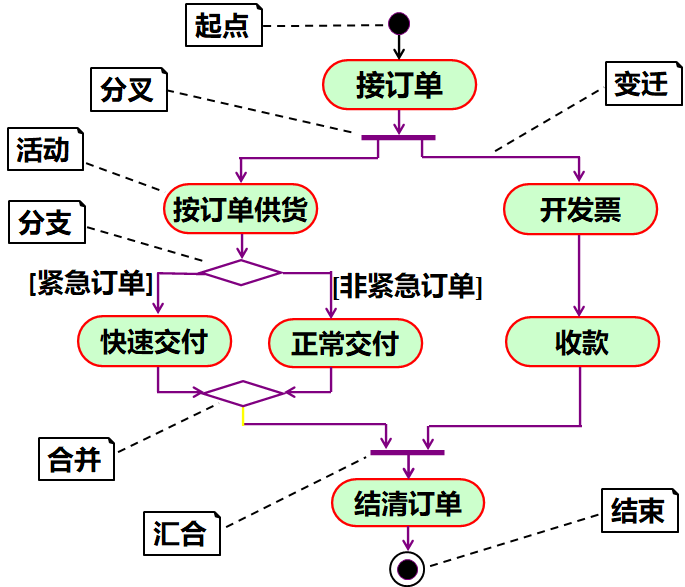 起点
接订单
分叉
变迁
活动
按订单供货
开发票
分支
[紧急订单]
[非紧急订单]
快速交付
正常交付
收款
合并
结清订单
汇合
结束